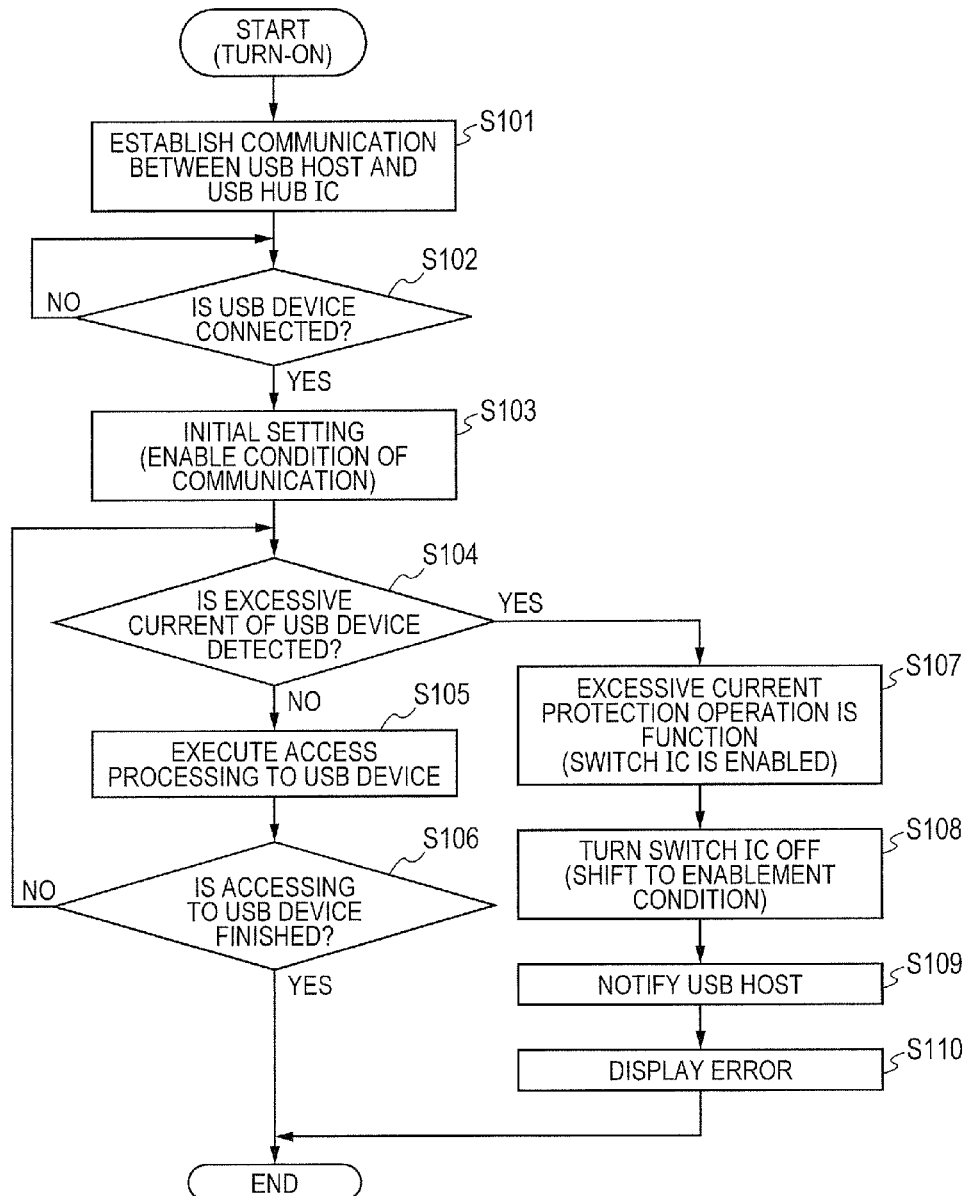 START
(TURN-ON)
S101
ESTABLISH COMMUNICATION
BETWEEN USB HOST AND
USB HUB IC
S102
NO
IS USB DEVICE
CONNECTED?
YES
S103
INITIAL SETTING
(ENABLE CONDITION OF
COMMUNICATION)
S104
IS EXCESSIVE
CURRENT OF USB DEVICE
DETECTED?
YES
NO
S105
EXECUTE ACCESS
PROCESSING TO USB DEVICE
S106
NO
IS ACCESSING
TO USB DEVICE
FINISHED?
YES
S107
EXCESSIVE CURRENT
PROTECTION OPERATION IS
FUNCTION
(SWITCH IC IS ENABLED)
S108
TURN SWITCH IC OFF
(SHIFT TO ENABLEMENT
CONDITION)
S109
NOTIFY USB HOST
S110
DISPLAY ERROR
END